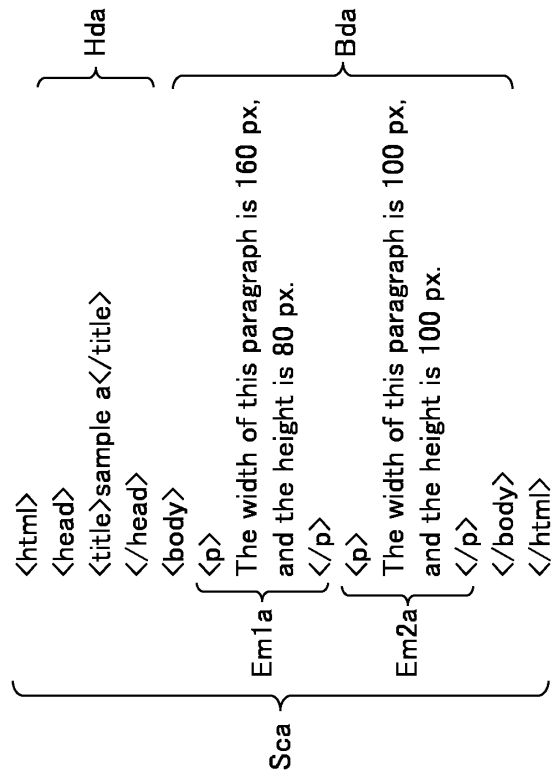 <html>
<head>
<title>sample a</title>
</head>
<body>
<p>
The width of this paragraph is 160 px,
and the height is 80 px.
</p>
<p>
The width of this paragraph is 100 px,
and the height is 100 px.
</p>
</body>
</html>
Hda
Bda
Em1a
Em2a
Sca